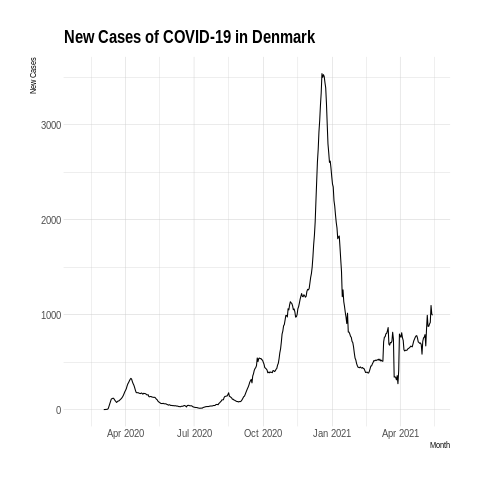 New Cases of COVID-19 in Denmark
New Cases
3000
2000
1000
0
Apr 2020 Jul 2020 Oct 2020 Jan 2021 Apr 2021
Month